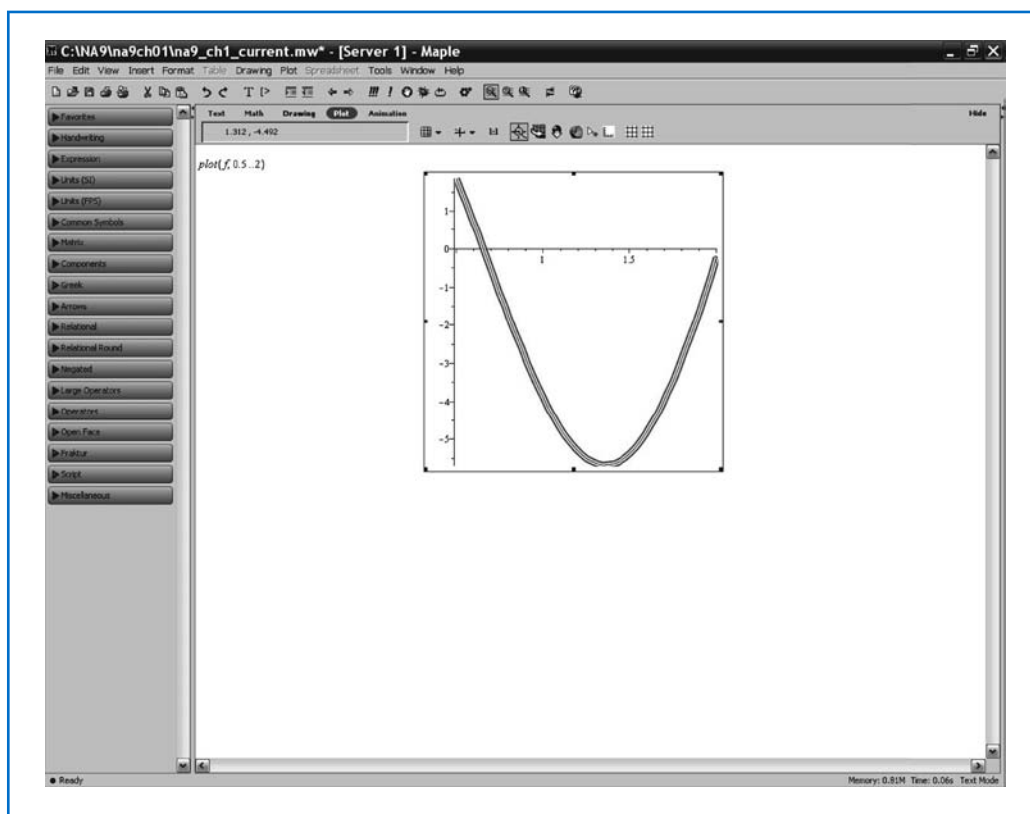 C:\NA9\na9ch01\na9_ch1_current.mw* - [Server 1] - Maple
File Edit View Insert Format Table Drawing Plot Spreadsheet Tools Window Help
Text Math Drawing Plot Animation Hide
1.312 , -4.492
Favorites
Handwriting
Expression
Units (SI)
Units (FPS)
Common Symbols
Matrix
Components
Greek
Arrows
Relational
Relational Round
Negated
Large Operators
Operators
Open Face
Fraktur
Script
Miscellaneous
plot(f, 0.5 ..2)
1
0
1 1.5
-1
-2
-3
-4
-5
Ready
Memory: 0.81M Time: 0.06s Text Mode